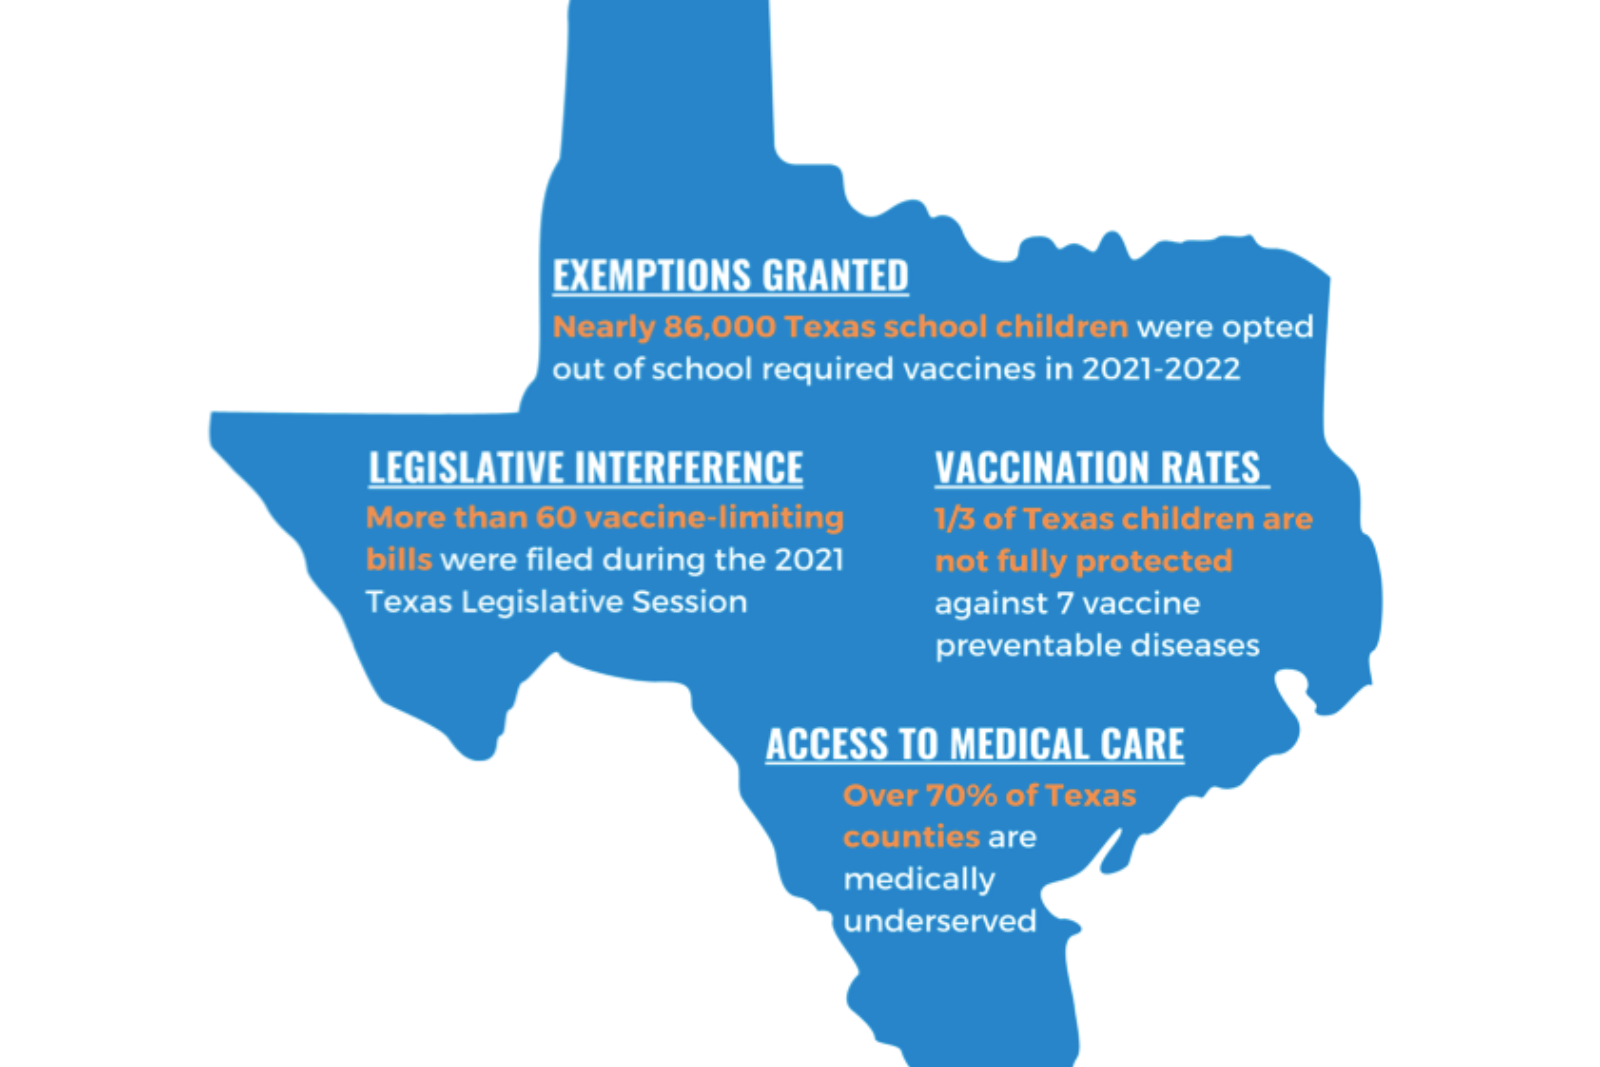 EXEMPTIONS GRANTED
Nearly 86,000 Texas school children were opted
out of school required vaccines in 2021-2022
LEGISLATIVE INTERFERENCE
More than 60 vaccine-limiting
bills were filed during the 2021
Texas Legislative Session
VACCINATION RATES
1/3 of Texas children are
not fully protected
against 7 vaccine
preventable diseases
ACCESS TO MEDICAL CARE
Over 70% of Texas
counties are
medically
underserved